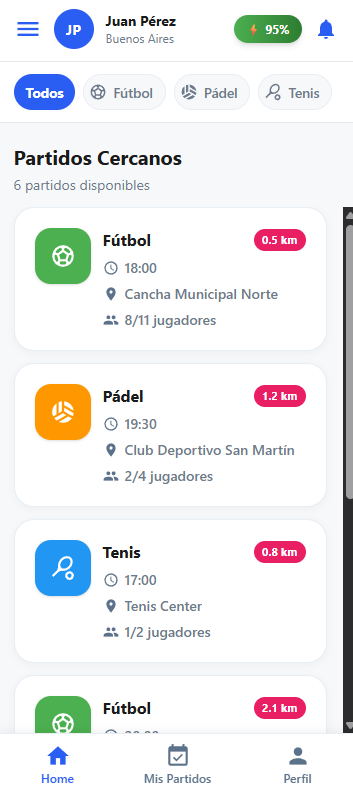 JP
Juan Pérez
Buenos Aires
95%
Todos
Fútbol
Pádel
Tenis
Partidos Cercanos
6 partidos disponibles
Fútbol
0.5 km
18:00
Cancha Municipal Norte
8/11 jugadores
Pádel
1.2 km
19:30
Club Deportivo San Martín
2/4 jugadores
Tenis
0.8 km
17:00
Tenis Center
1/2 jugadores
Fútbol
2.1 km
Home
Mis Partidos
Perfil